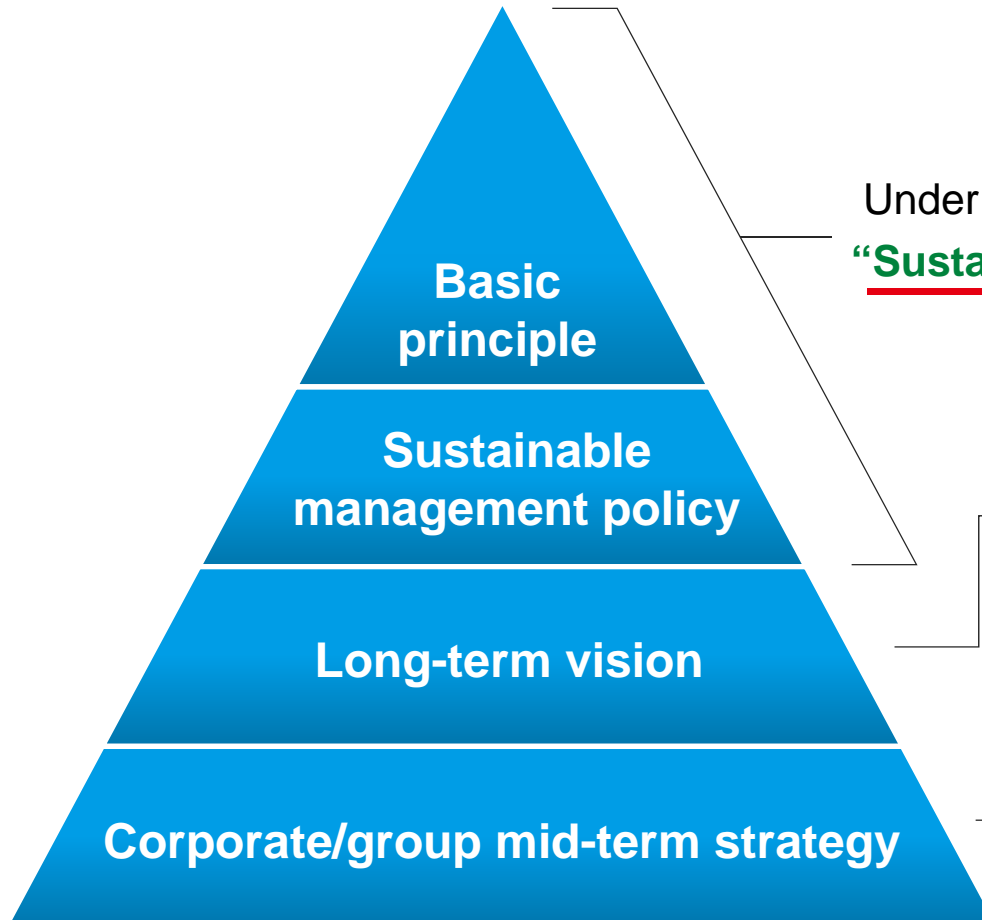 Under
“Susta
Basic
principle
Sustainable
management policy
Long-term vision
Corporate/group mid-term strategy